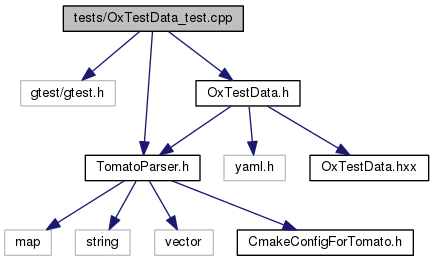 tests/OxTestData_test.cpp
gtest/gtest.h
OxTestData.h
TomatoParser.h
yaml.h
OxTestData.hxx
map
string
vector
CmakeConfigForTomato.h